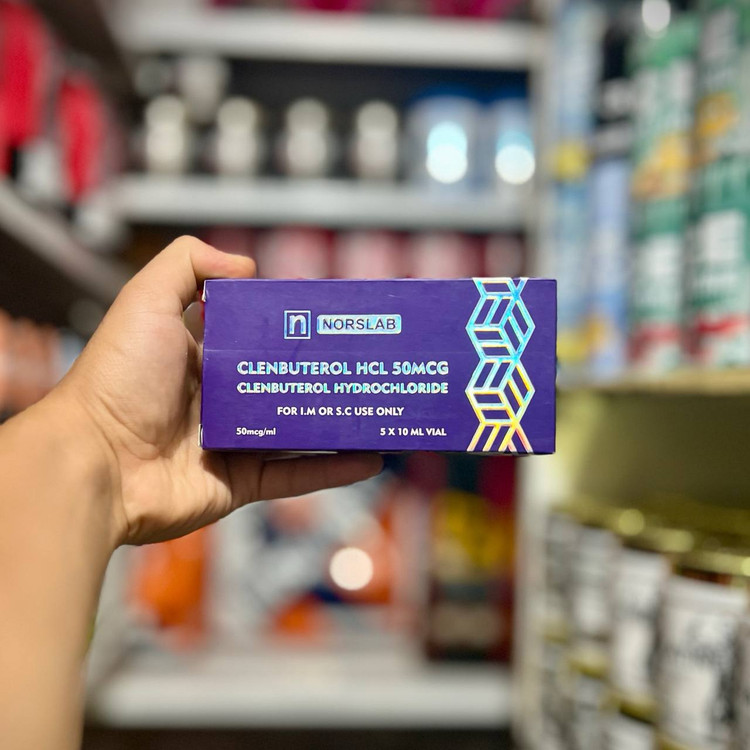 n NORSLAB
CLENBUTEROL HCL 50MCG
CLENBUTEROL HYDROCHLORIDE
FOR I.M OR S.C USE ONLY
50mcg/ml 5 X 10 ML VIAL